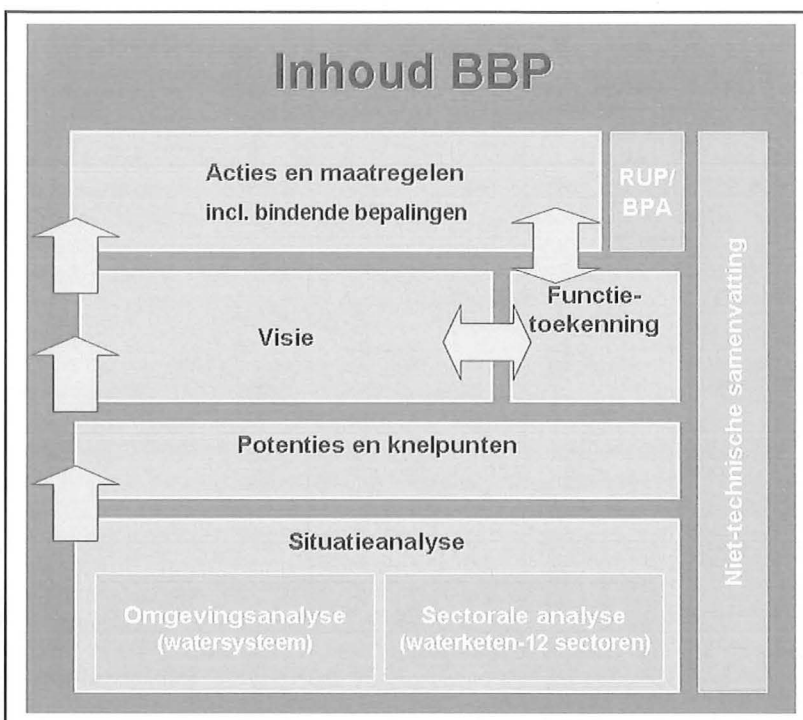 Inhoud BBP
Acties en maatregelen
incl. bindende bepalingen
RUP/
BPA
Visie
Functie-
toekenning
Potenties en knelpunten
Situatieanalyse
Omgevingsanalyse
(watersysteem)
Sectorale analyse
(waterketen-12 sectoren)
Niet-technische samenvatting